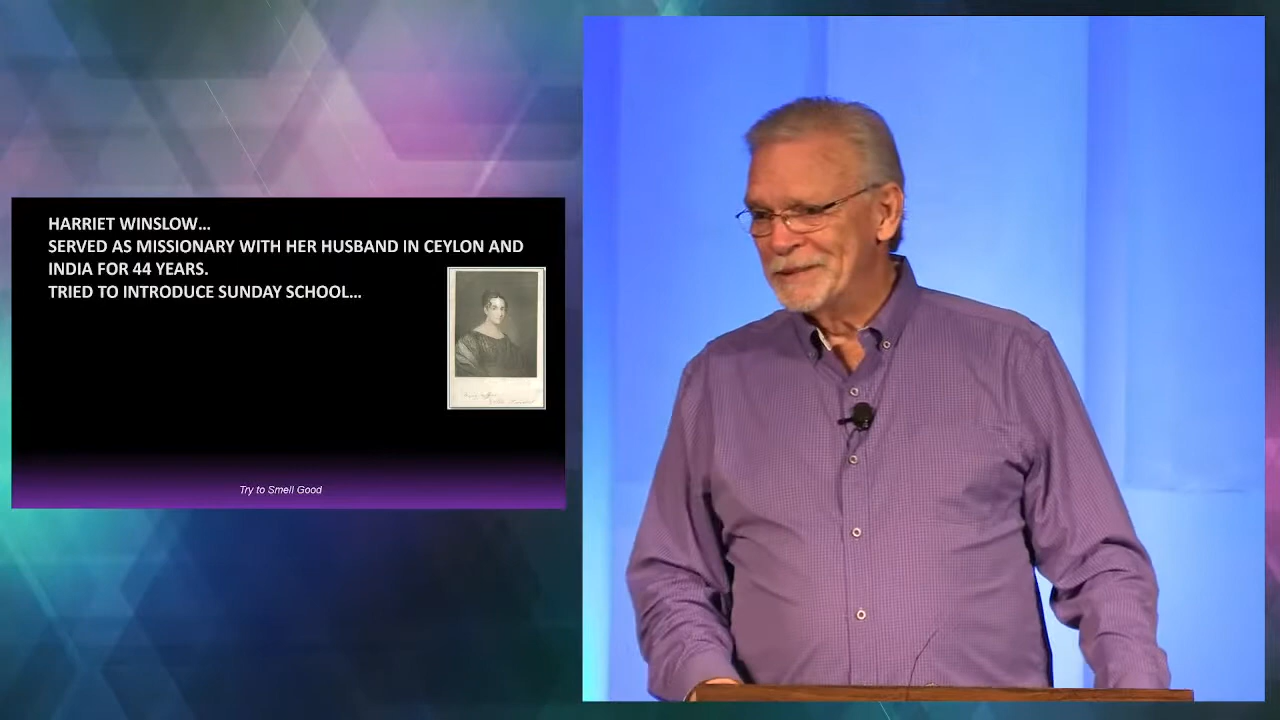 HARRIET WINSLOW...
SERVED AS MISSIONARY WITH HER HUSBAND IN CEYLON AND
INDIA FOR 44 YEARS.
TRIED TO INTRODUCE SUNDAY SCHOOL...
Try to Smell Good